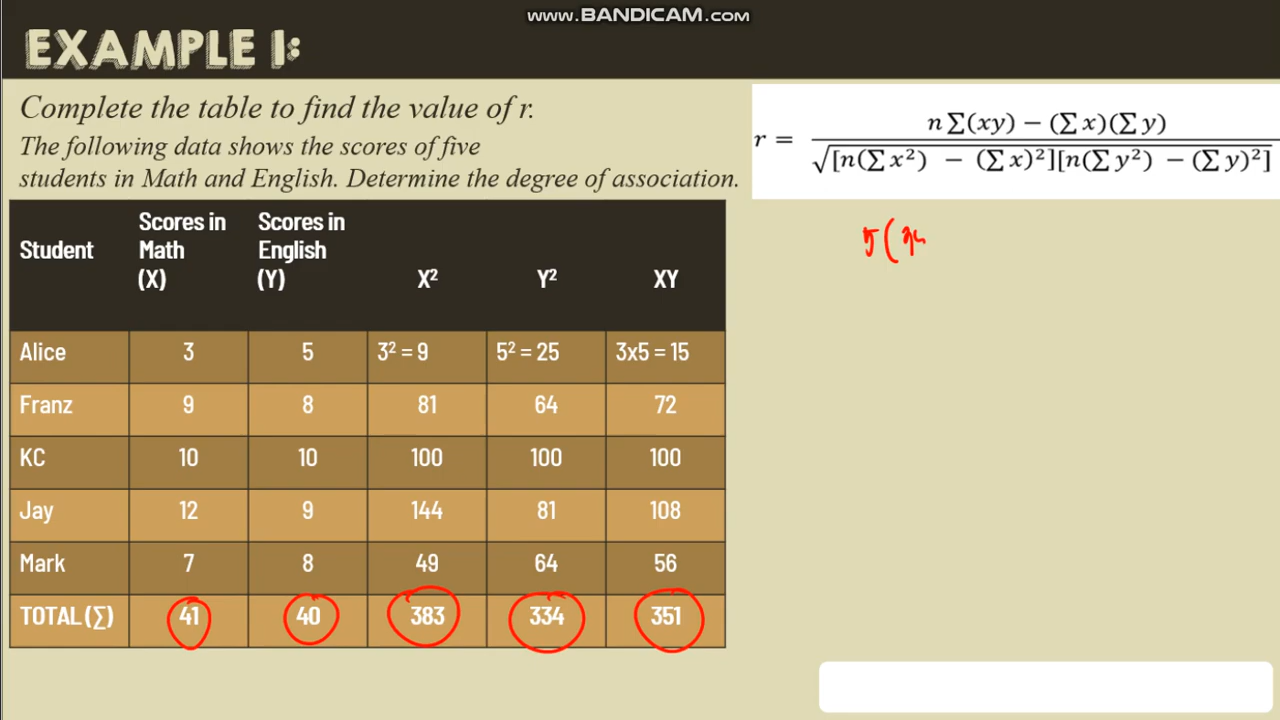 www.BANDICAM.com
EXAMPLE 1:
Complete the table to find the value of r.
The following data shows the scores of five
students in Math and English. Determine the degree of association.
r = n∑(xy) − (∑x)(∑y) / √[n(∑x²) − (∑x)²][n(∑y²) − (∑y)²]
5(
Student Scores in Math (X) Scores in English (Y) X² Y² XY
Alice 3 5 3² = 9 5² = 25 3x5 = 15
Franz 9 8 81 64 72
KC 10 10 100 100 100
Jay 12 9 144 81 108
Mark 7 8 49 64 56
TOTAL (∑) 41 40 383 334 351